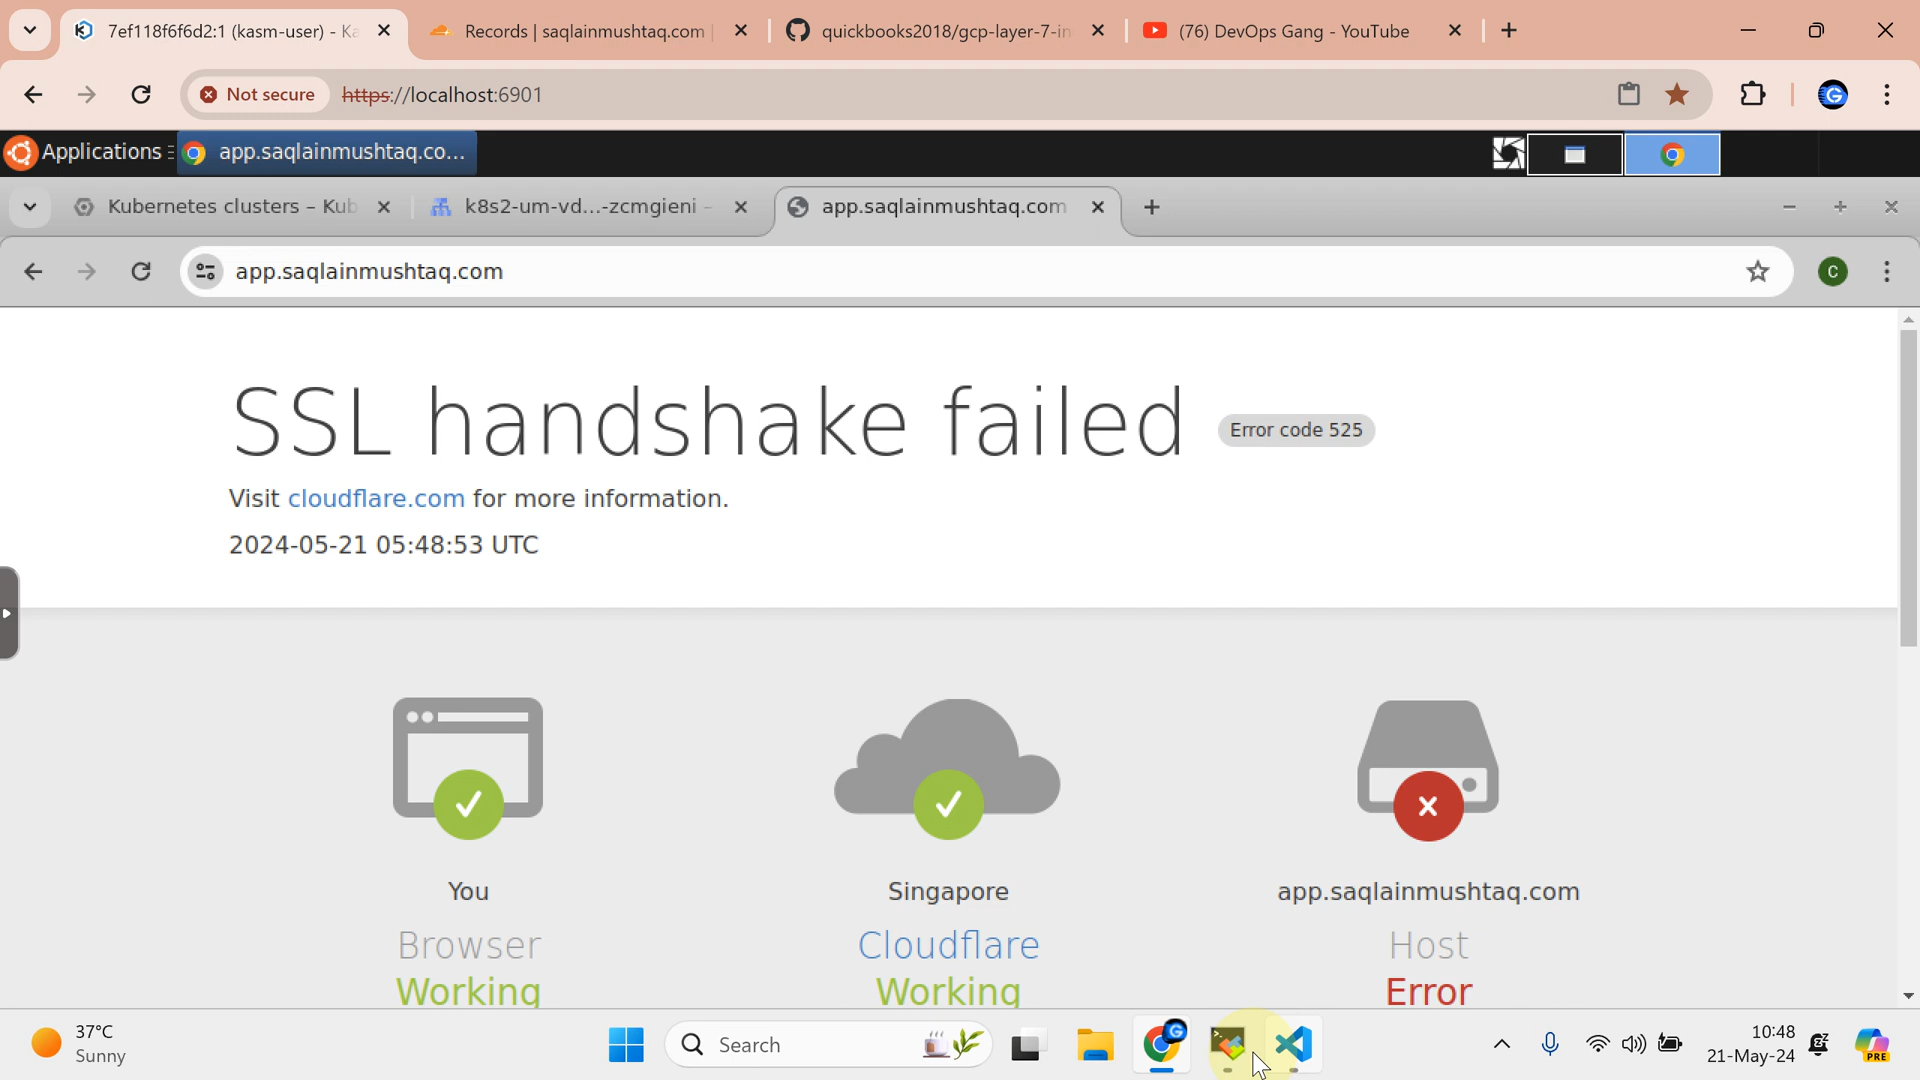 7ef118f6f6d2:1 (kasm-user) - Ka
Records | saqlainmushtaq.com |
quickbooks2018/gcp-layer-7-in
(76) DevOps Gang - YouTube
Not secure
https://localhost:6901
Applications
app.saqlainmushtaq.co...
Kubernetes clusters – Kub
k8s2-um-vd...-zcmgieni –
app.saqlainmushtaq.com
app.saqlainmushtaq.com
C
SSL handshake failed
Error code 525
Visit cloudflare.com for more information.
2024-05-21 05:48:53 UTC
You
Singapore
app.saqlainmushtaq.com
Browser
Cloudflare
Host
Working
Working
Error
37°C
Sunny
Search
10:48
21-May-24
PRE